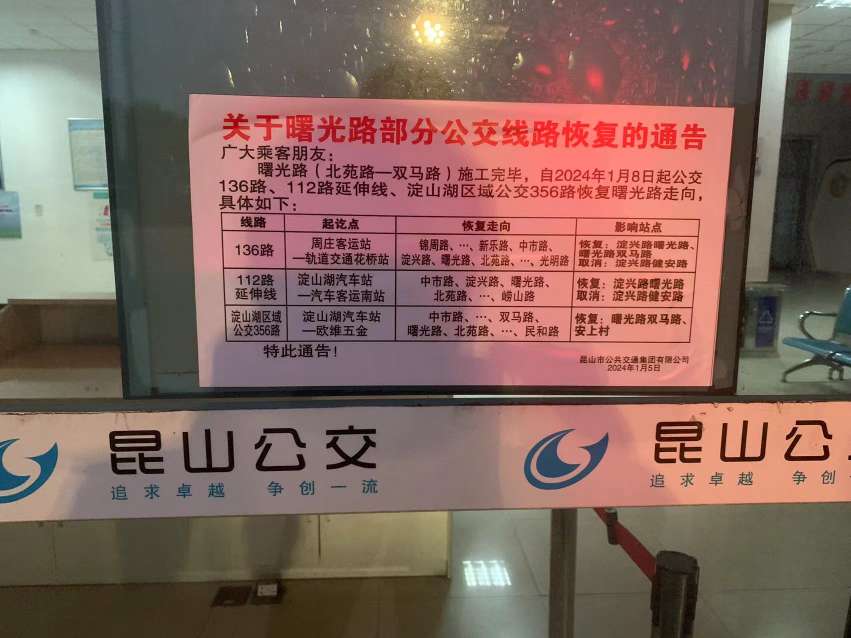 关于曙光路部分公交线路恢复的通告
广大乘客朋友：
曙光路（北苑路—双马路）施工完毕，自2024年1月8日起公交
136路、112路延伸线、淀山湖区域公交356路恢复曙光路走向，
具体如下：
线路 起讫点 恢复走向 影响站点
136路 周庄客运站 —轨道交通花桥站 锦周路、…、新乐路、中市路、 淀兴路、曙光路、北苑路、…、光明路 恢复：淀兴路曙光路、 曙光路双马路 取消：淀兴路健安路
112路 延伸线 淀山湖汽车站 —汽车客运南站 中市路、淀兴路、曙光路、 北苑路、…、崂山路 恢复：淀兴路曙光路 取消：淀兴路健安路
淀山湖区域 公交356路 淀山湖汽车站 —欧维五金 中市路、…、双马路、 曙光路、北苑路、…、民和路 恢复：曙光路双马路、 安上村
特此通告！
昆山市公共交通集团有限公司
2024年1月5日
昆山公交
追求卓越 争创一流
昆山公
追求卓越 争创